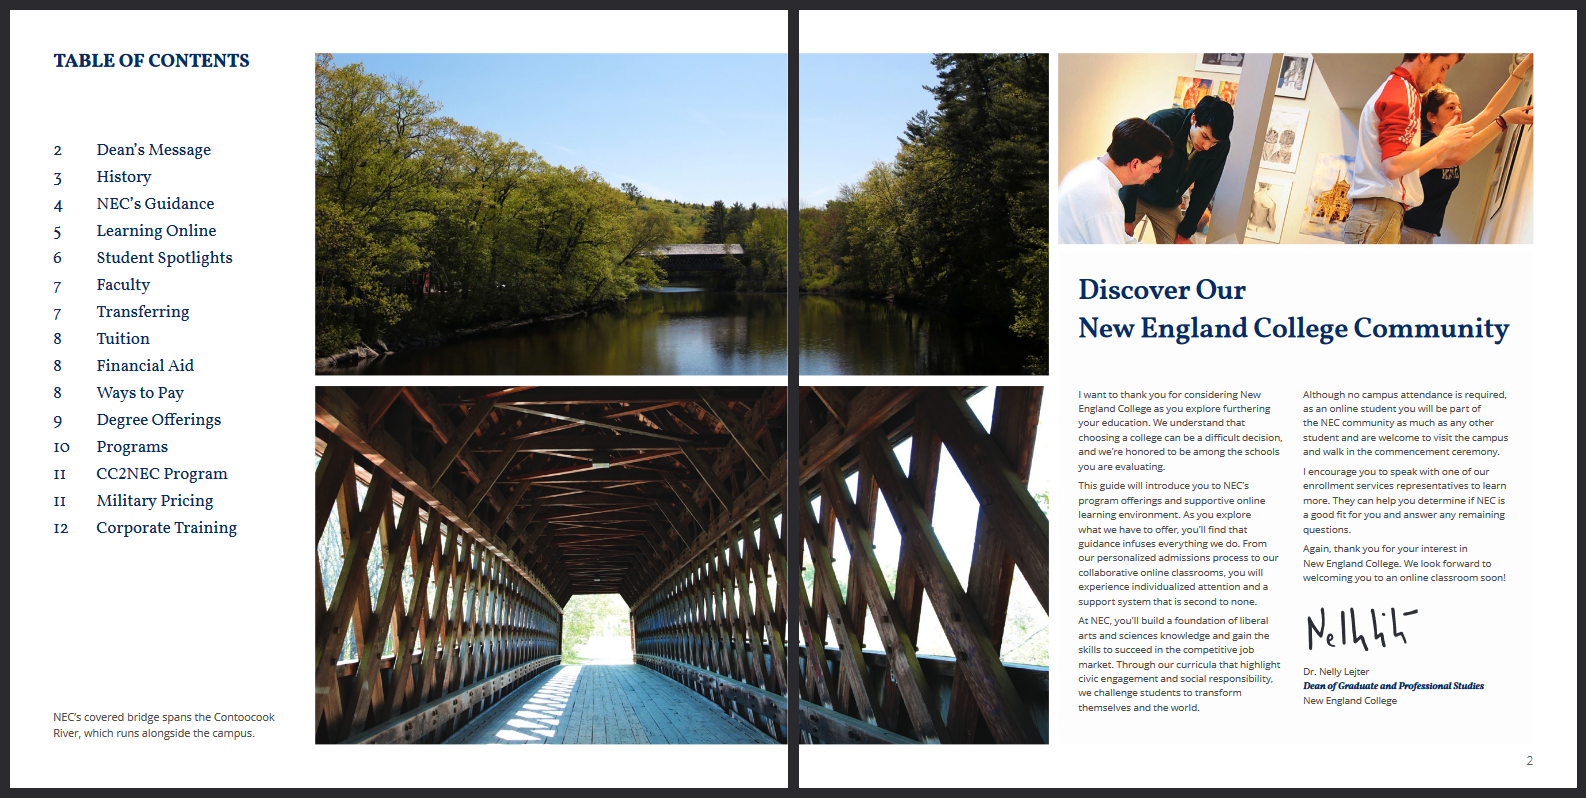 TABLE OF CONTENTS
2 Dean’s Message
3 History
4 NEC’s Guidance
5 Learning Online
6 Student Spotlights
7 Faculty
7 Transferring
8 Tuition
8 Financial Aid
8 Ways to Pay
9 Degree Offerings
10 Programs
11 CC2NEC Program
11 Military Pricing
12 Corporate Training
NEC’s covered bridge spans the Contoocook
River, which runs alongside the campus.
Discover Our
New England College Community
I want to thank you for considering New
England College as you explore furthering
your education. We understand that
choosing a college can be a difficult decision,
and we’re honored to be among the schools
you are evaluating.
This guide will introduce you to NEC’s
program offerings and supportive online
learning environment. As you explore
what we have to offer, you’ll find that
guidance infuses everything we do. From
our personalized admissions process to our
collaborative online classrooms, you will
experience individualized attention and a
support system that is second to none.
At NEC, you’ll build a foundation of liberal
arts and sciences knowledge and gain the
skills to succeed in the competitive job
market. Through our curricula that highlight
civic engagement and social responsibility,
we challenge students to transform
themselves and the world.
Although no campus attendance is required,
as an online student you will be part of
the NEC community as much as any other
student and are welcome to visit the campus
and walk in the commencement ceremony.
I encourage you to speak with one of our
enrollment services representatives to learn
more. They can help you determine if NEC is
a good fit for you and answer any remaining
questions.
Again, thank you for your interest in
New England College. We look forward to
welcoming you to an online classroom soon!
Dr. Nelly Lejter
Dean of Graduate and Professional Studies
New England College
2